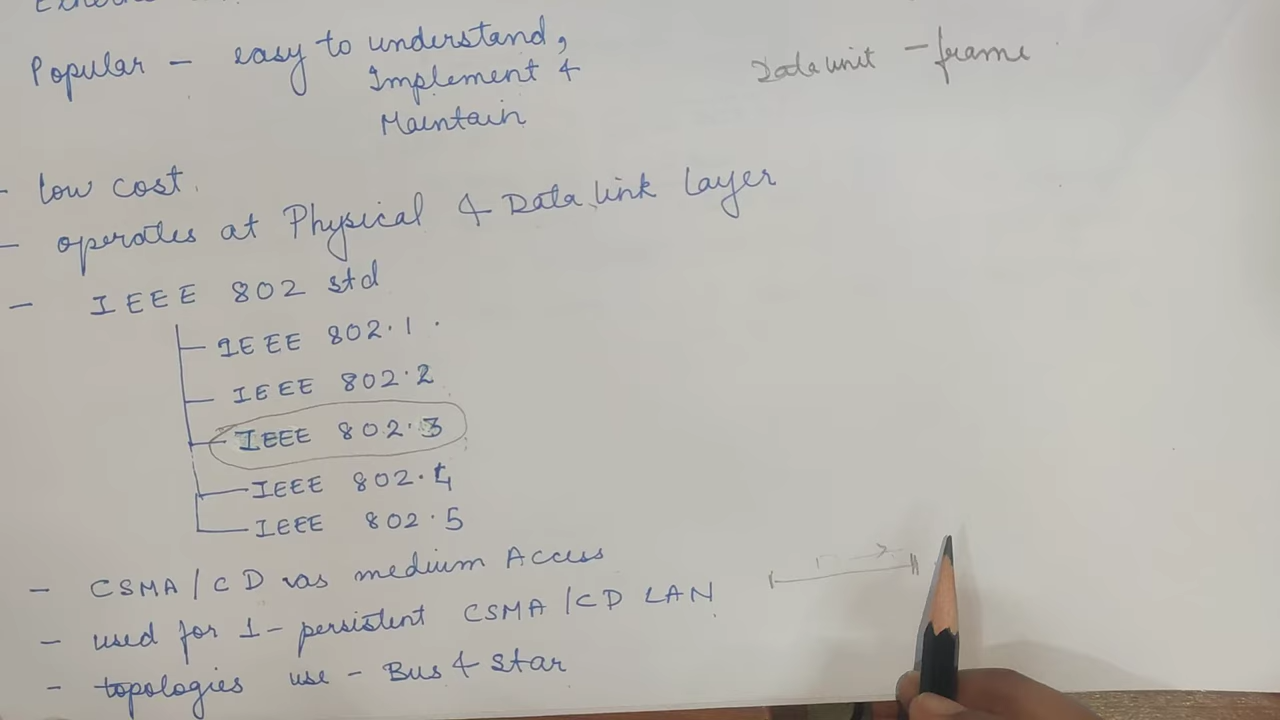 Popular - easy to understand,
Implement &
Maintain
Data unit - frame
- low cost.
- operates at Physical & Data link Layer
- IEEE 802 std
IEEE 802.1
IEEE 802.2
IEEE 802.3
IEEE 802.4
IEEE 802.5
- CSMA/CD as medium Access
- used for 1-persistent CSMA/CD LAN
- topologies use - Bus & star